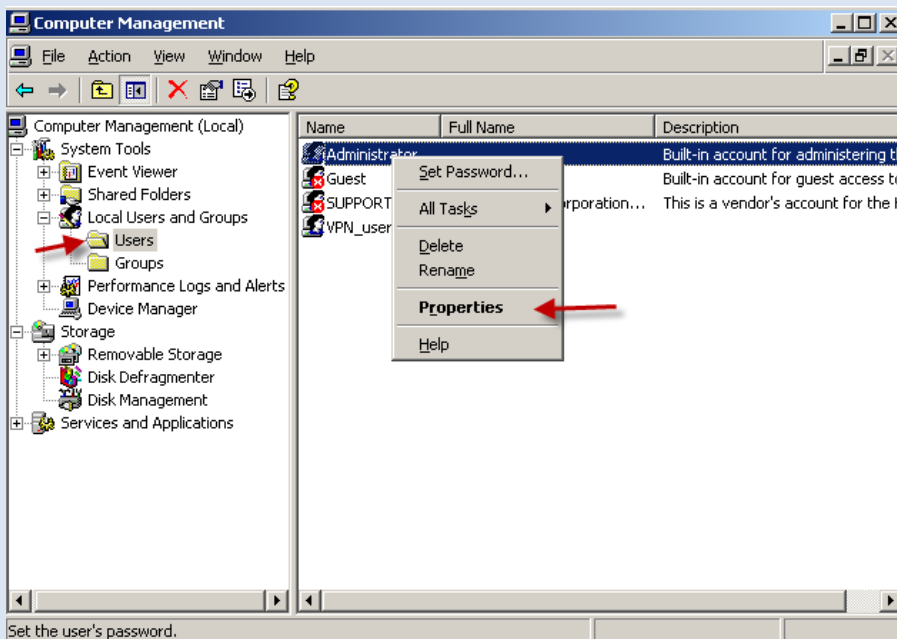 Computer Management
File Action View Window Help
Computer Management (Local)
System Tools
Event Viewer
Shared Folders
Local Users and Groups
Users
Groups
Performance Logs and Alerts
Device Manager
Storage
Removable Storage
Disk Defragmenter
Disk Management
Services and Applications
Name Full Name Description
Administrator Built-in account for administering t
Guest Built-in account for guest access t
SUPPORT rporation... This is a vendor's account for the
VPN_user
Set Password...
All Tasks
Delete
Rename
Properties
Help
Set the user's password.